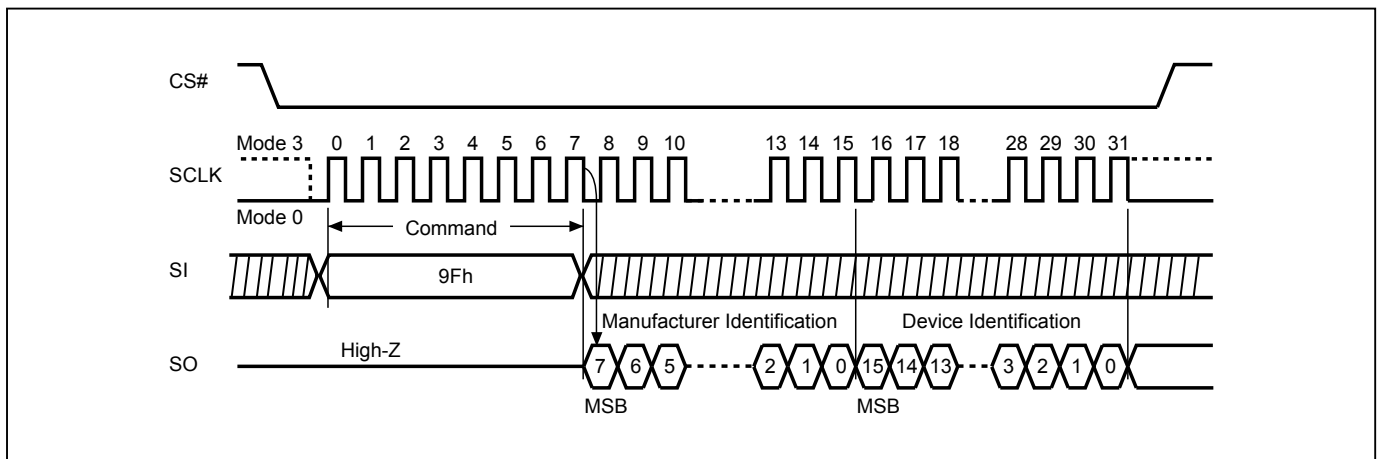 CS#
Mode 3 0 1 2 3 4 5 6 7 8 9 10 13 14 15 16 17 18 28 29 30 31
SCLK
Mode 0
Command
SI 9Fh
Manufacturer Identification Device Identification
High-Z
SO 7 6 5 2 1 0 15 14 13 3 2 1 0
MSB MSB